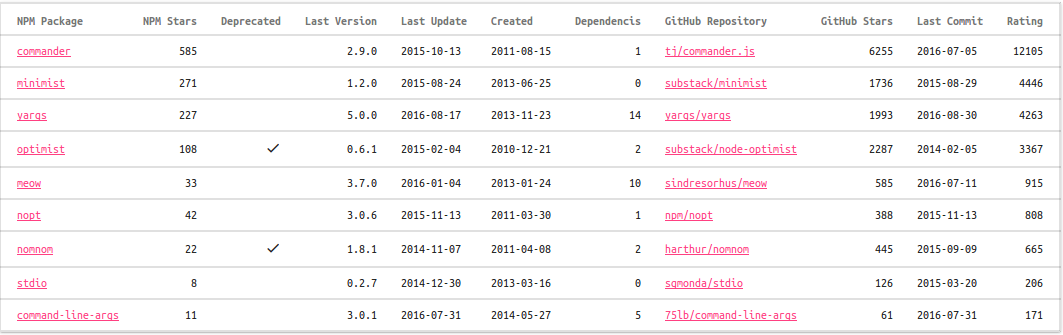 NPM Package NPM Stars Deprecated Last Version Last Update Created Dependencis GitHub Repository GitHub Stars Last Commit Rating
commander 585 2.9.0 2015-10-13 2011-08-15 1 tj/commander.js 6255 2016-07-05 12105
minimist 271 1.2.0 2015-08-24 2013-06-25 0 substack/minimist 1736 2015-08-29 4446
yargs 227 5.0.0 2016-08-17 2013-11-23 14 yargs/yargs 1993 2016-08-30 4263
optimist 108 ✓ 0.6.1 2015-02-04 2010-12-21 2 substack/node-optimist 2287 2014-02-05 3367
meow 33 3.7.0 2016-01-04 2013-01-24 10 sindresorhus/meow 585 2016-07-11 915
nopt 42 3.0.6 2015-11-13 2011-03-30 1 npm/nopt 388 2015-11-13 808
nomnom 22 ✓ 1.8.1 2014-11-07 2011-04-08 2 harthur/nomnom 445 2015-09-09 665
stdio 8 0.2.7 2014-12-30 2013-03-16 0 sgmonda/stdio 126 2015-03-20 206
command-line-args 11 3.0.1 2016-07-31 2014-05-27 5 75lb/command-line-args 61 2016-07-31 171